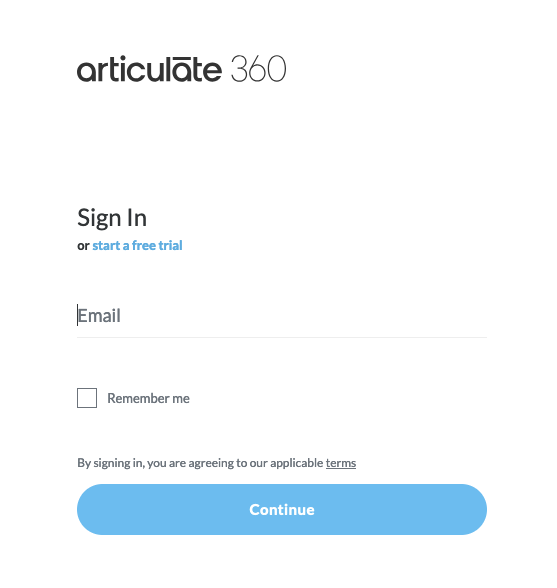 articulate 360
Sign In
or start a free trial
Email
Remember me
By signing in, you are agreeing to our applicable terms
Continue